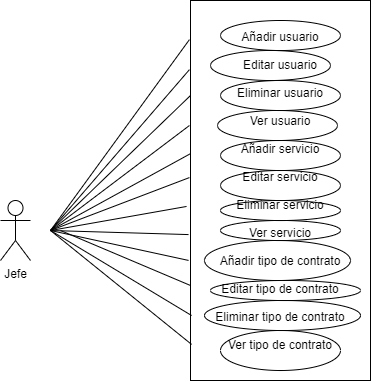 Añadir usuario
Editar usuario
Eliminar usuario
Ver usuario
Añadir servicio
Editar servicio
Eliminar servicio
Ver servicio
Añadir tipo de contrato
Jefe
Editar tipo de contrato
Eliminar tipo de contrato
Ver tipo de contrato